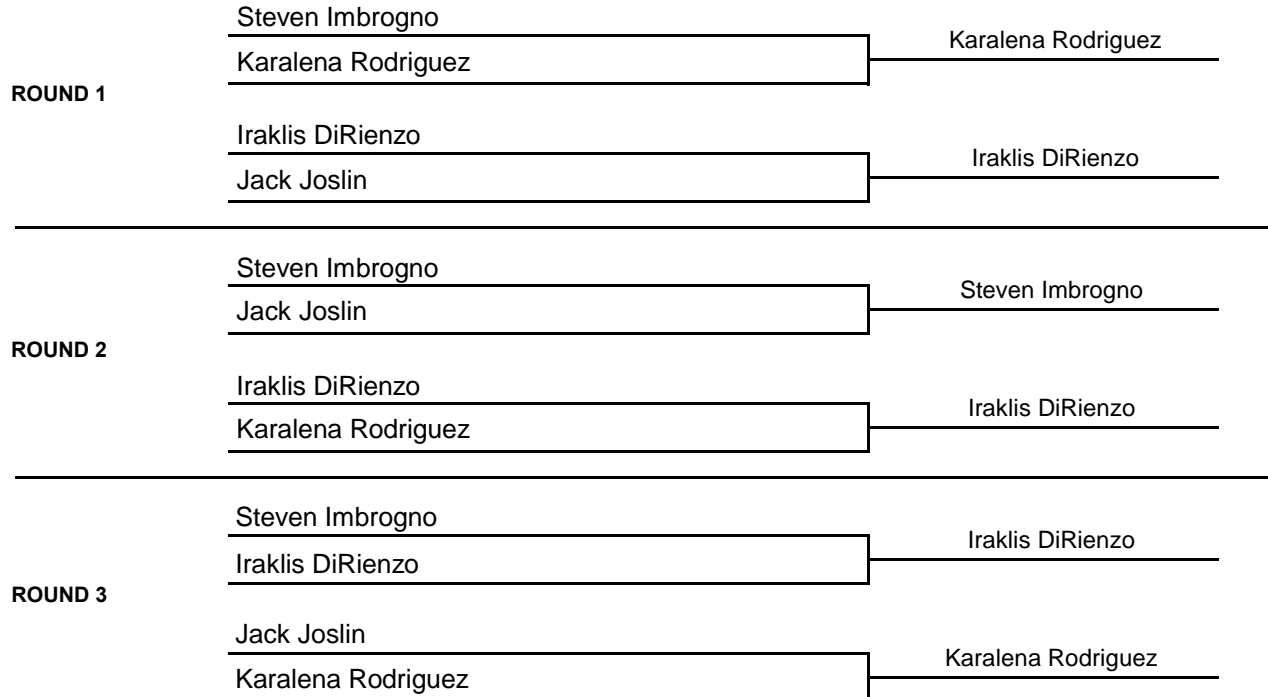 Steven Imbrogno
Karalena Rodriguez
Karalena Rodriguez
ROUND 1
Iraklis DiRienzo
Jack Joslin
Iraklis DiRienzo
Steven Imbrogno
Jack Joslin
Steven Imbrogno
ROUND 2
Iraklis DiRienzo
Karalena Rodriguez
Iraklis DiRienzo
Steven Imbrogno
Iraklis DiRienzo
Iraklis DiRienzo
ROUND 3
Jack Joslin
Karalena Rodriguez
Karalena Rodriguez